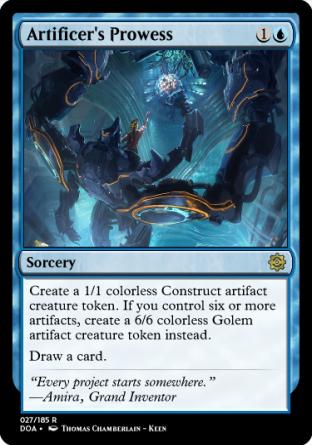 Artificer's Prowess 1
Sorcery
Create a 1/1 colorless Construct artifact
creature token. If you control six or more
artifacts, create a 6/6 colorless Golem
artifact creature token instead.
Draw a card.
“Every project starts somewhere.”
—Amira, Grand Inventor
027/185 R
DOA • Thomas Chamberlain – Keen